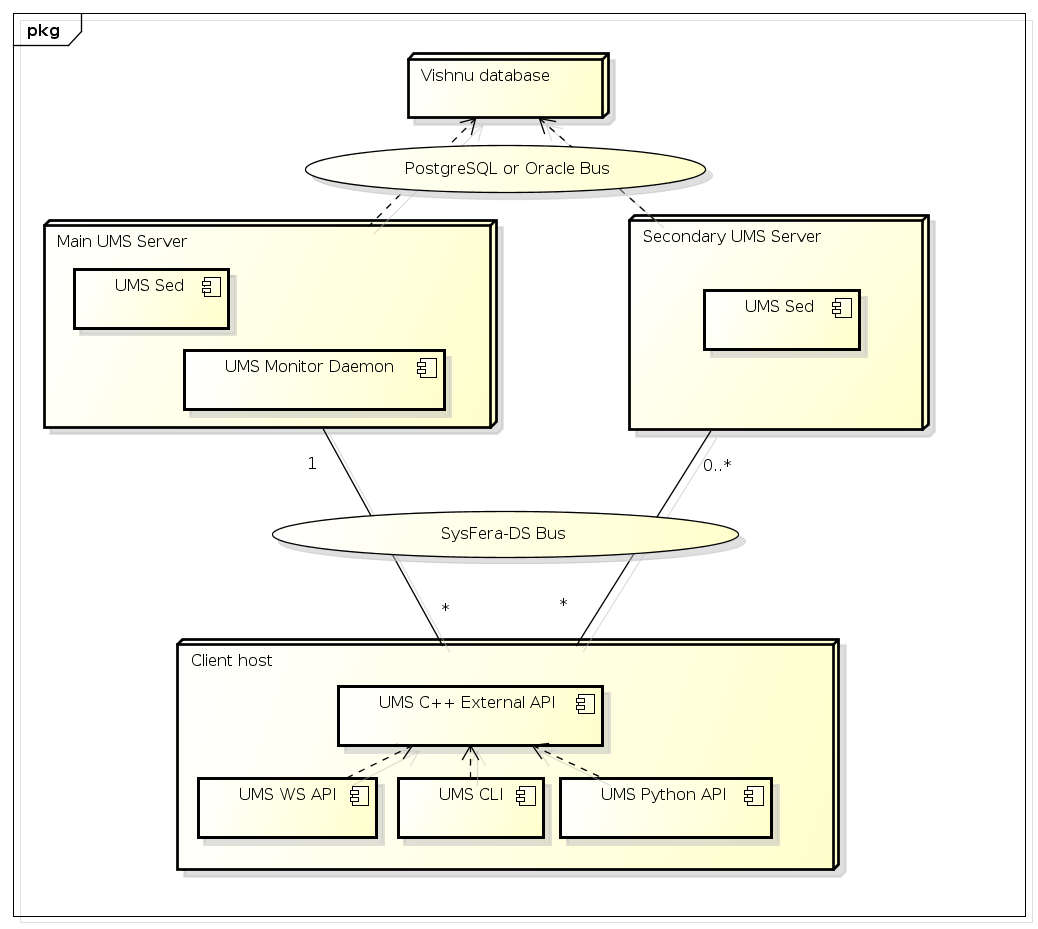 pkg
Vishnu database
PostgreSQL or Oracle Bus
Main UMS Server
Secondary UMS Server
UMS Sed
UMS Sed
UMS Monitor Daemon
1
0..*
SysFera-DS Bus
*
*
Client host
UMS C++ External API
UMS WS API
UMS CLI
UMS Python API